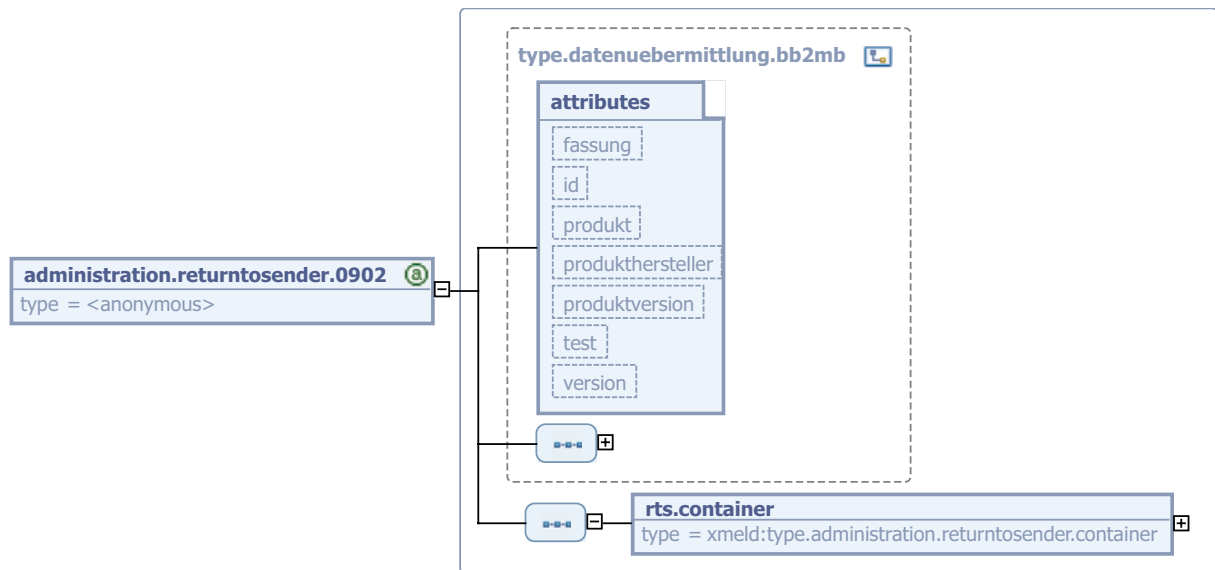 type.datenuebermittlung.bb2mb
attributes
fassung
id
produkt
produkthersteller
produktversion
test
version
administration.returntosender.0902 @
type = <anonymous>
rts.container
type = xmeld:type.administration.returntosender.container